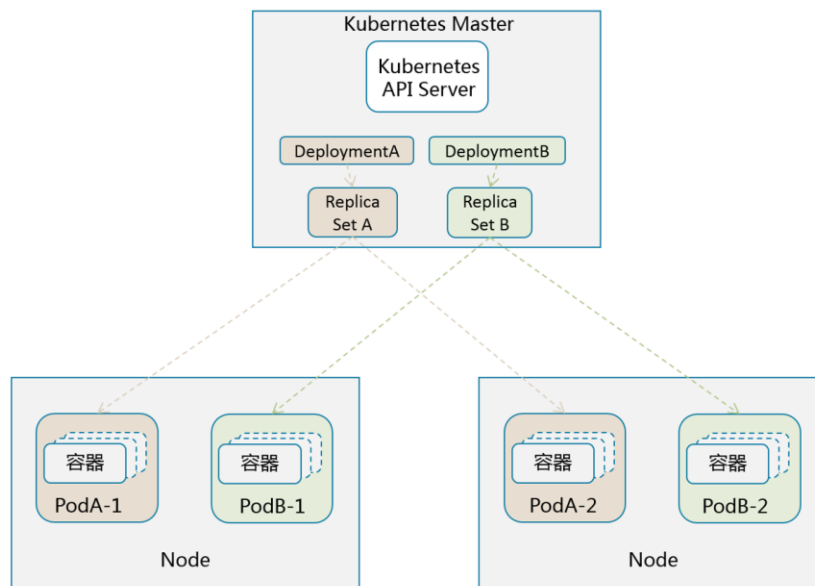 Kubernetes Master
Kubernetes
API Server
DeploymentA
DeploymentB
Replica
Set A
Replica
Set B
容器
PodA-1
容器
PodB-1
Node
容器
PodA-2
容器
PodB-2
Node